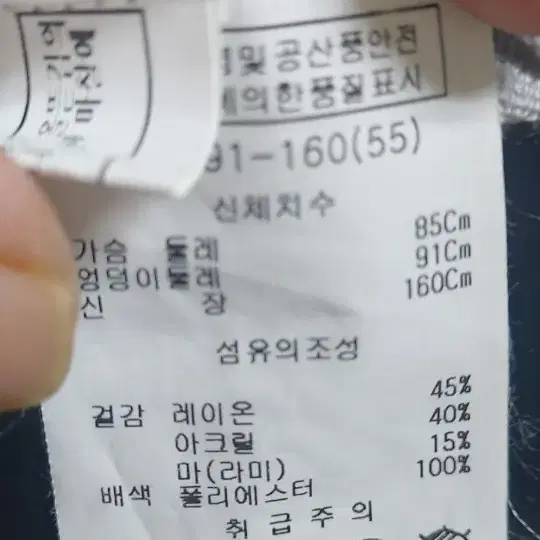 및 공산품안전
의한품질표시
91-160(55)
신체치수
가슴 둘레 85Cm
엉덩이둘레 91Cm
신 장 160Cm
섬유의조성
겉감 레이온 45%
아크릴 40%
마(라미) 15%
배색 폴리에스터 100%
취급주의